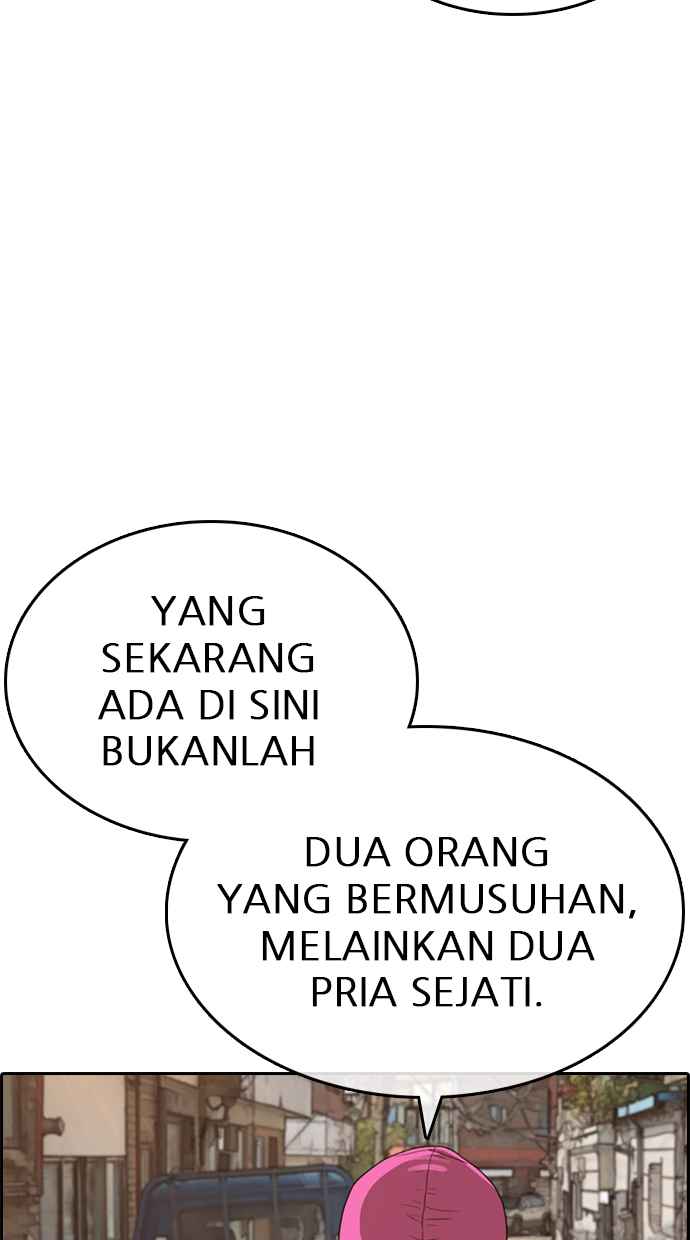 YANG
SEKARANG
ADA DI SINI
BUKANLAH
DUA ORANG
YANG BERMUSUHAN,
MELAINKAN DUA
PRIA SEJATI.